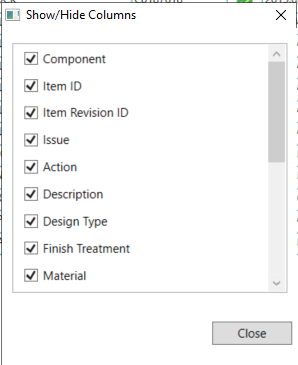 Show/Hide Columns
Component
Item ID
Item Revision ID
Issue
Action
Description
Design Type
Finish Treatment
Material
Close